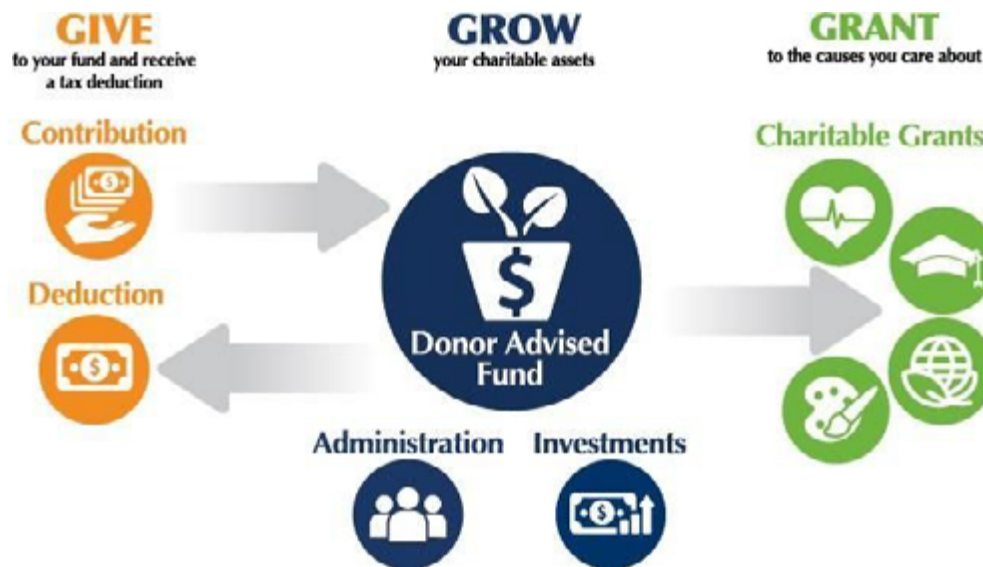 GIVE
to your fund and receive
a tax deduction
Contribution
Deduction
GROW
your charitable assets
$
Donor Advised
Fund
Administration
Investments
GRANT
to the causes you care about
Charitable Grants